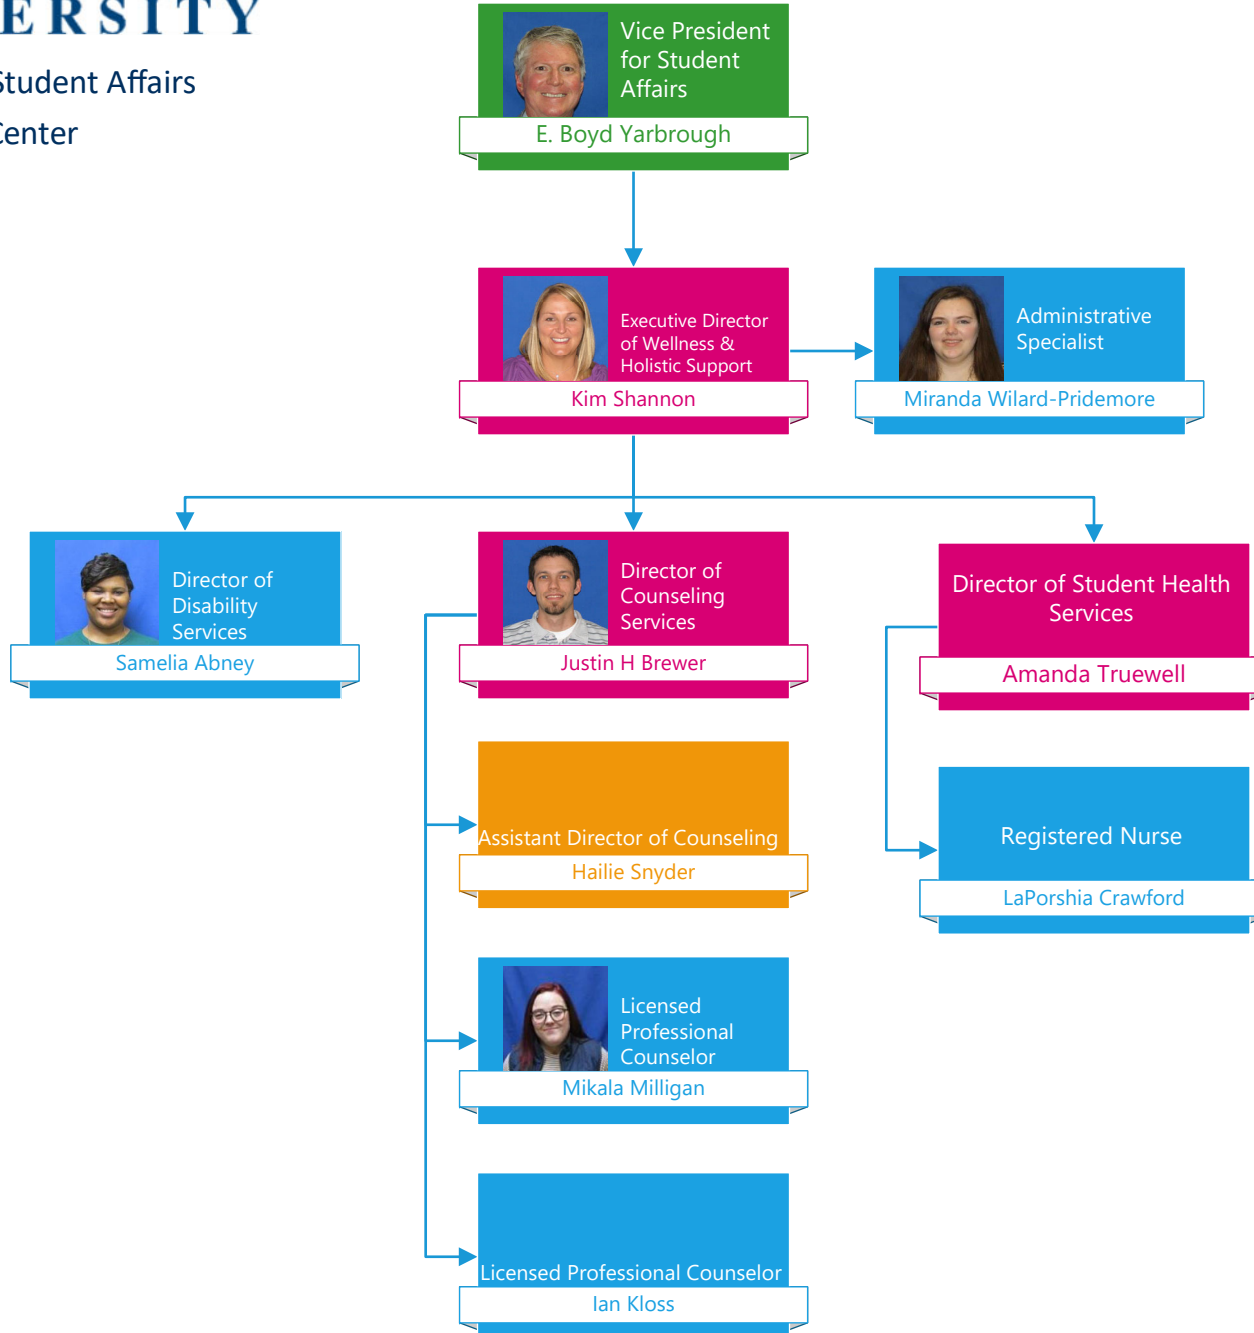 ERSITY
Student Affairs
Center
Vice President
for Student
Affairs
E. Boyd Yarbrough
Executive Director
of Wellness &
Holistic Support
Kim Shannon
Administrative
Specialist
Miranda Wilard-Pridemore
Director of
Disability
Services
Samelia Abney
Director of
Counseling
Services
Justin H Brewer
Director of Student Health
Services
Amanda Truewell
Assistant Director of Counseling
Hailie Snyder
Registered Nurse
LaPorshia Crawford
Licensed
Professional
Counselor
Mikala Milligan
Licensed Professional Counselor
Ian Kloss